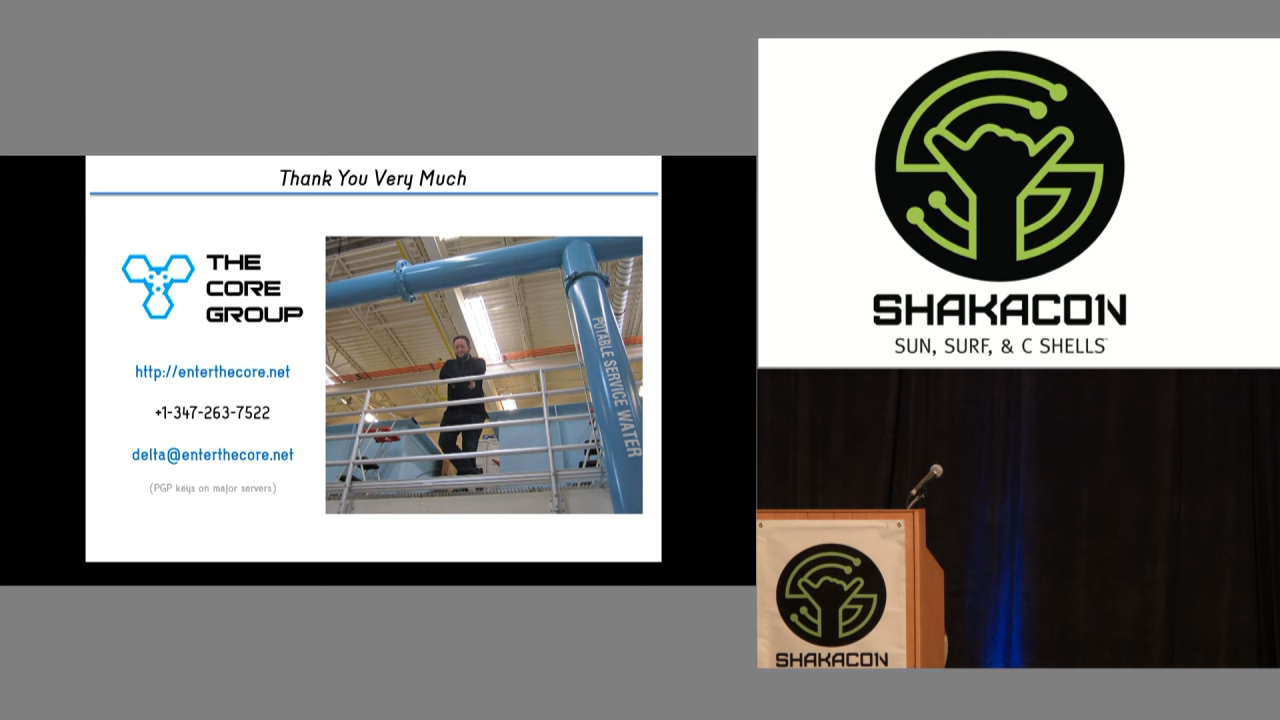 Thank You Very Much
THE
CORE
GROUP
http://enterthecore.net
+1-347-263-7522
delta@enterthecore.net
(PGP keys on major servers)
POTABLE SERVICE WATER
SHAKACON
SUN, SURF, & C SHELLS
SHAKACON